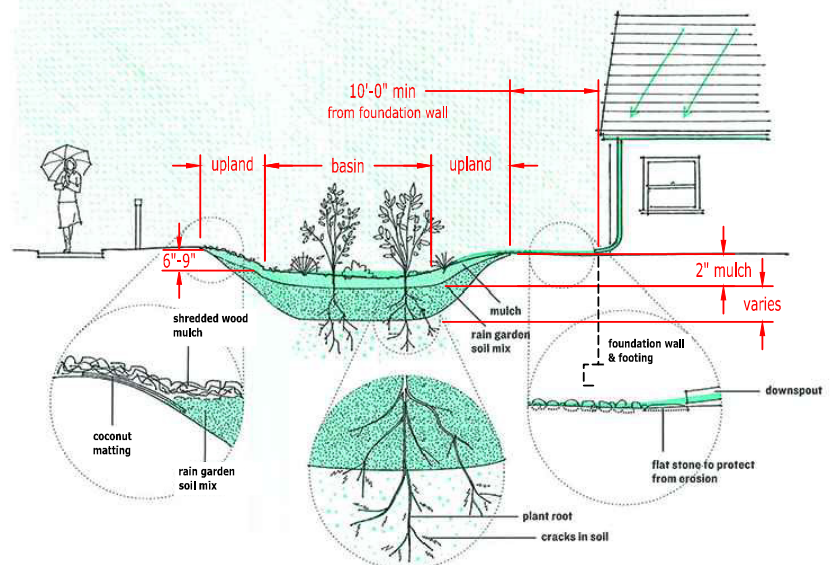 10'-0" min
from foundation wall
upland
basin
upland
6"-9"
2" mulch
varies
mulch
rain garden
soil mix
shredded wood
mulch
foundation wall
& footing
downspout
coconut
matting
rain garden
soil mix
flat stone to protect
from erosion
plant root
cracks in soil